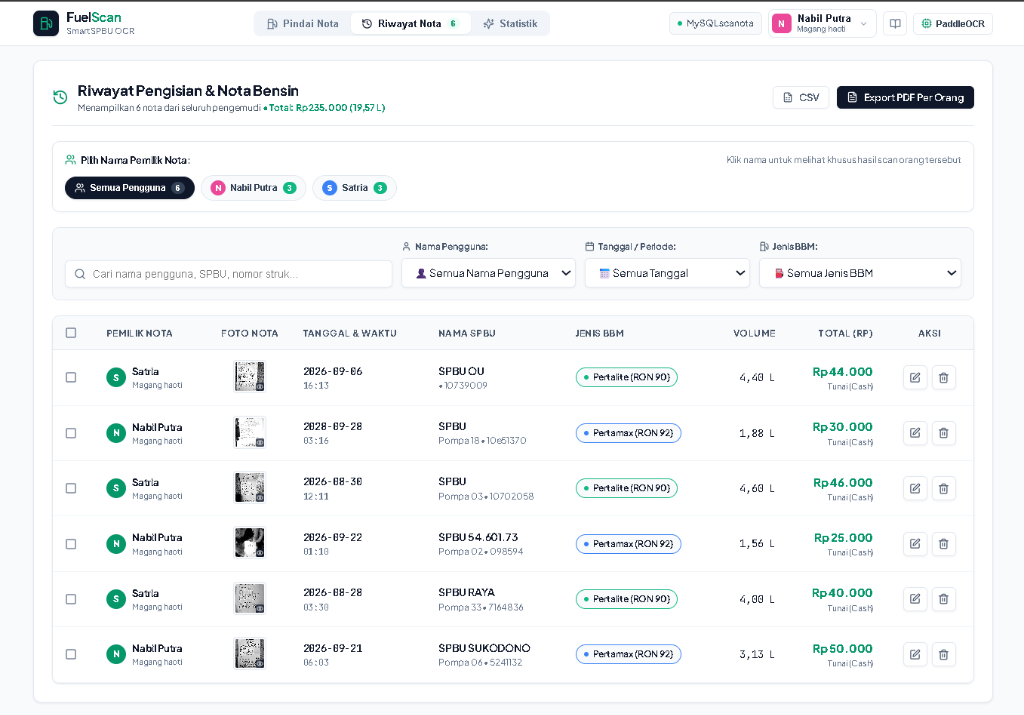 FuelScan
SmartSPBU OCR
Pindai Nota
Riwayat Nota 6
Statistik
MySQL scanota
N Nabil Putra
Magang haoti
PaddleOCR
Riwayat Pengisian & Nota Bensin
Menampilkan 6 nota dari seluruh pengemudi • Total: Rp235.000 (19,57 L)
CSV
Export PDF Per Orang
Pilih Nama Pemilik Nota:
Klik nama untuk melihat khusus hasil scan orang tersebut
Semua Pengguna 6
N Nabil Putra 3
S Satria 3
Nama Pengguna:
Tanggal / Periode:
Jenis BBM:
Cari nama pengguna, SPBU, nomor struk...
Semua Nama Pengguna
Semua Tanggal
Semua Jenis BBM
PEMILIK NOTA FOTO NOTA TANGGAL & WAKTU NAMA SPBU JENIS BBM VOLUME TOTAL (RP) AKSI
S Satria 2026-09-06 SPBU OU Pertalite (RON 90) 4,40 L Rp44.000
Magang haoti 16:13 • 10739009 Tunai (Cash)
N Nabil Putra 2028-09-28 SPBU Pertamax (RON 92) 1,88 L Rp30.000
Magang haoti 03:16 Pompa 18 • 10e51370 Tunai (Cash)
S Satria 2026-08-30 SPBU Pertalite (RON 90) 4,60 L Rp46.000
Magang haoti 12:11 Pompa 03 • 10702058 Tunai (Cash)
N Nabil Putra 2026-09-22 SPBU 54.601.73 Pertamax (RON 92) 1,56 L Rp25.000
Magang haoti 01:10 Pompa 02 • 098594 Tunai (Cash)
S Satria 2026-08-28 SPBU RAYA Pertalite (RON 90) 4,00 L Rp40.000
Magang haoti 03:30 Pompa 33 • 7164836 Tunai (Cash)
N Nabil Putra 2026-09-21 SPBU SUKODONO Pertamax (RON 92) 3,13 L Rp50.000
Magang haoti 06:03 Pompa 06 • 5241132 Tunai (Cash)